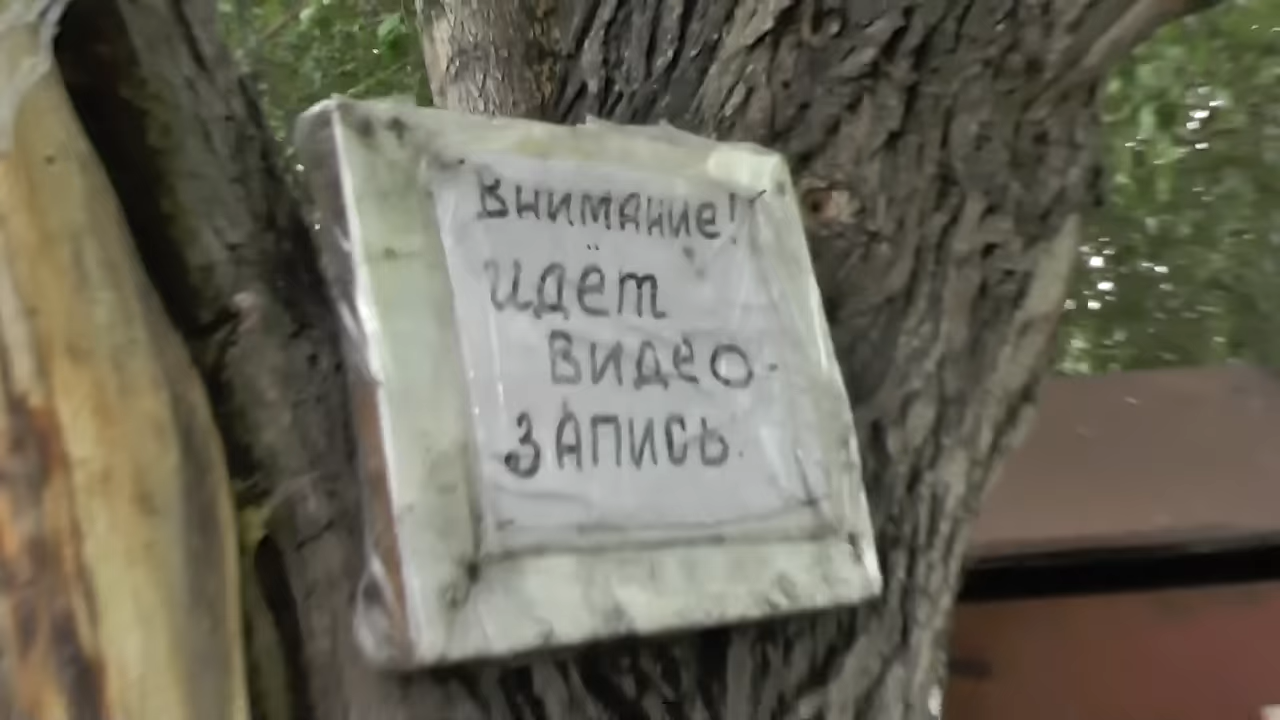 Внимание!
идёт
видео-
запись.